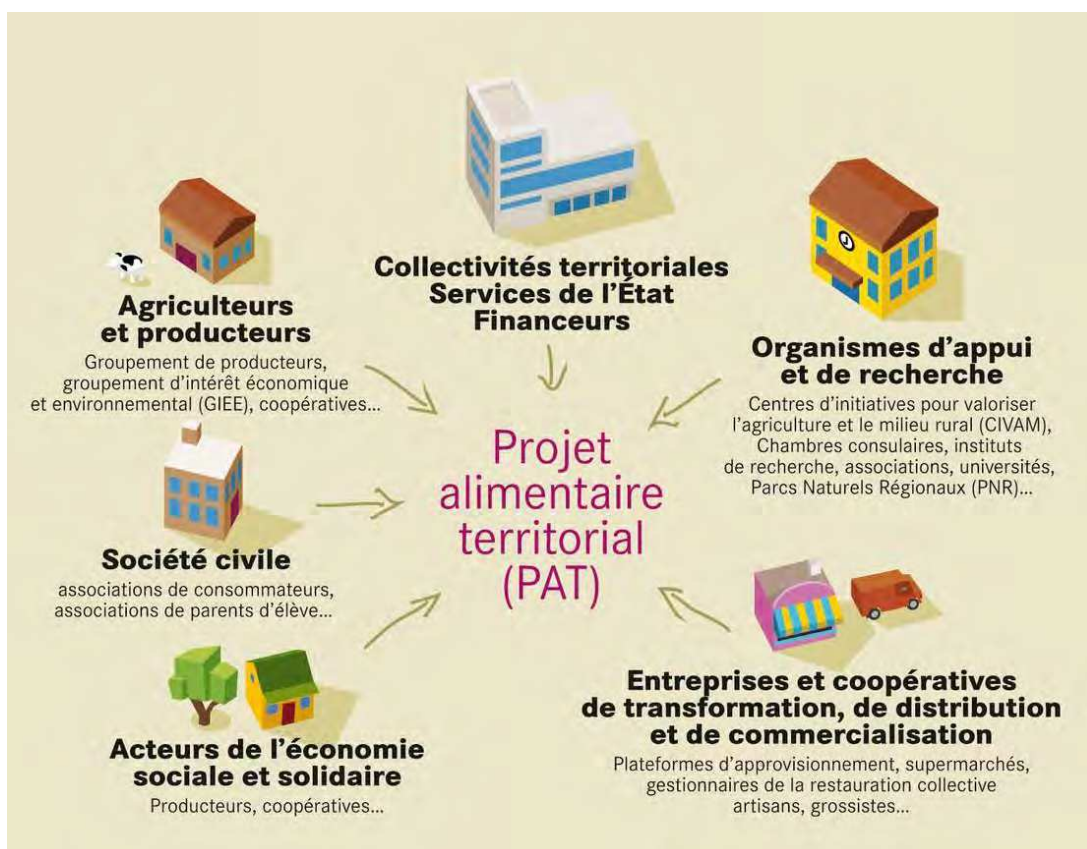 Collectivités territoriales
Services de l'État
Financeurs
Agriculteurs
et producteurs
Groupement de producteurs,
groupement d'intérêt économique
et environnemental (GIEE), coopératives...
Organismes d'appui
et de recherche
Centres d'initiatives pour valoriser
l'agriculture et le milieu rural (CIVAM),
Chambres consulaires, instituts
de recherche, associations, universités,
Parcs Naturels Régionaux (PNR)...
Projet
alimentaire
territorial
(PAT)
Société civile
associations de consommateurs,
associations de parents d'élève...
Acteurs de l'économie
sociale et solidaire
Producteurs, coopératives...
Entreprises et coopératives
de transformation, de distribution
et de commercialisation
Plateformes d'approvisionnement, supermarchés,
gestionnaires de la restauration collective
artisans, grossistes...